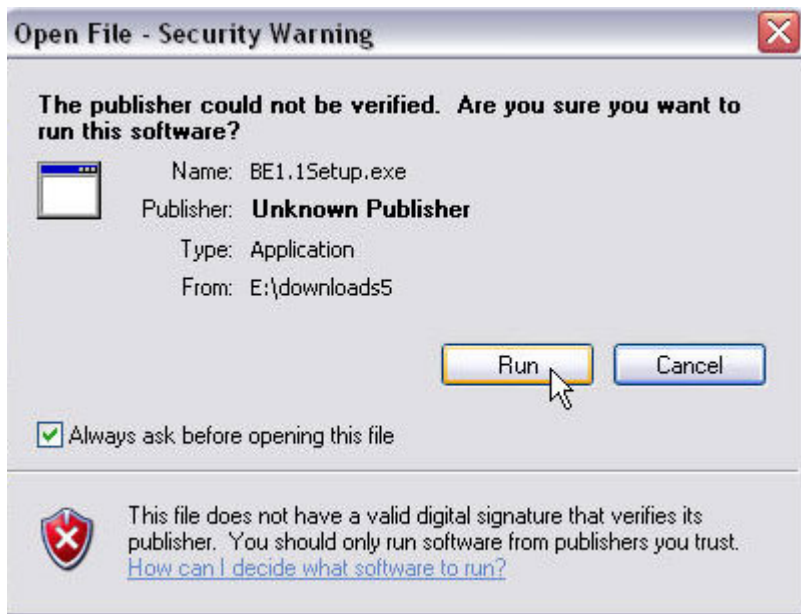 Open File - Security Warning
The publisher could not be verified. Are you sure you want to
run this software?
Name: BE1.1Setup.exe
Publisher: Unknown Publisher
Type: Application
From: E:\downloads5
Run Cancel
Always ask before opening this file
This file does not have a valid digital signature that verifies its
publisher. You should only run software from publishers you trust.
How can I decide what software to run?